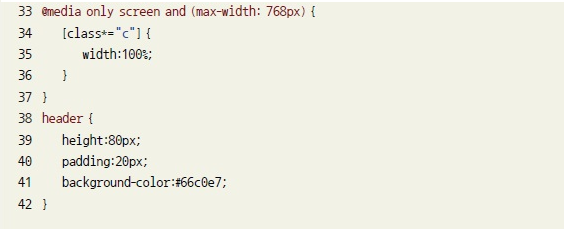 33 @media only screen and (max-width: 768px) {
34 [class*="c"] {
35 width:100%;
36 }
37 }
38 header {
39 height:80px;
40 padding:20px;
41 background-color:#66c0e7;
42 }